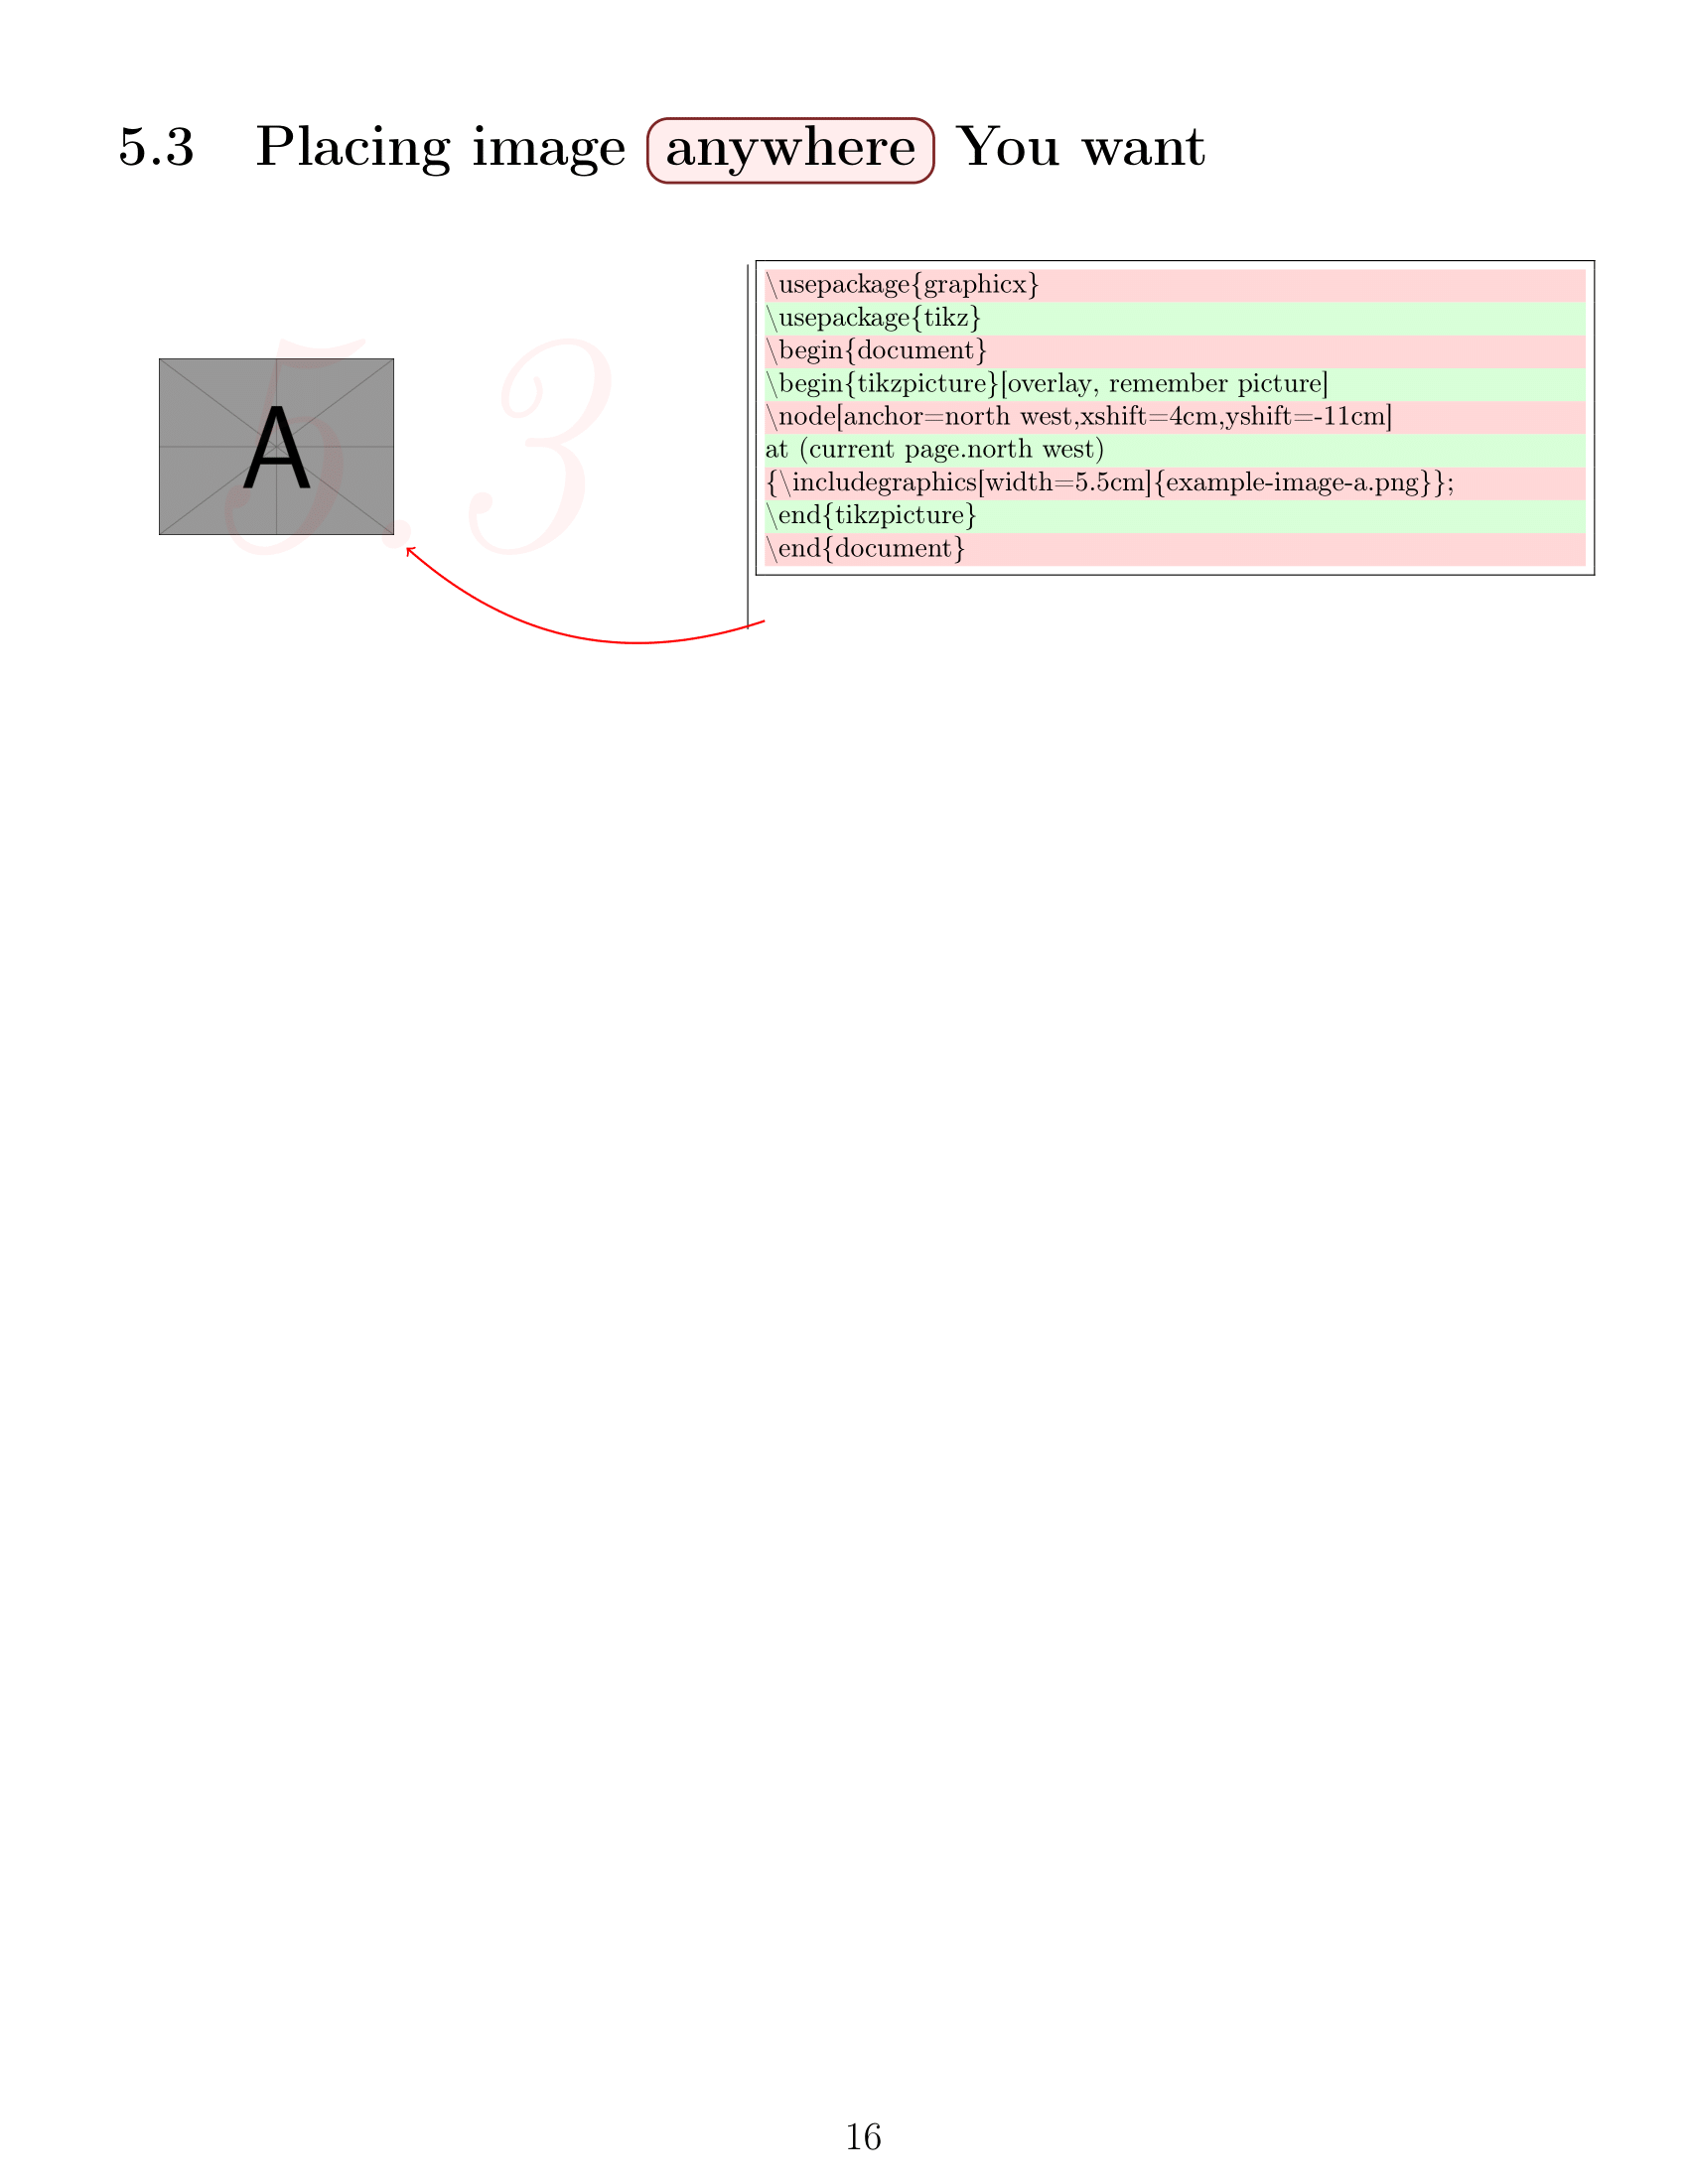 5.3 Placing image anywhere You want
5.3
A
\usepackage{graphicx}
\usepackage{tikz}
\begin{document}
\begin{tikzpicture}[overlay, remember picture]
\node[anchor=north west,xshift=4cm,yshift=-11cm]
at (current page.north west)
{\includegraphics[width=5.5cm]{example-image-a.png}};
\end{tikzpicture}
\end{document}
16